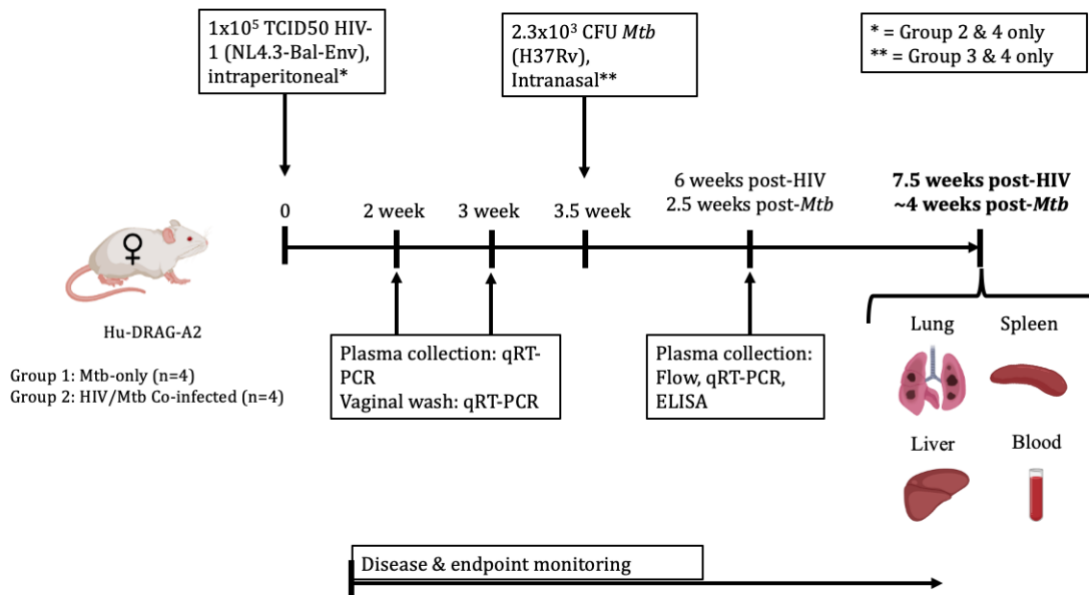 1x10⁵ TCID50 HIV-
1 (NL4.3-Bal-Env),
intraperitoneal*
2.3x10³ CFU Mtb
(H37Rv),
Intranasal**
* = Group 2 & 4 only
** = Group 3 & 4 only
0
2 week
3 week
3.5 week
6 weeks post-HIV
2.5 weeks post-Mtb
7.5 weeks post-HIV
~4 weeks post-Mtb
Hu-DRAG-A2
Group 1: Mtb-only (n=4)
Group 2: HIV/Mtb Co-infected (n=4)
Plasma collection: qRT-
PCR
Vaginal wash: qRT-PCR
Plasma collection:
Flow, qRT-PCR,
ELISA
Lung
Spleen
Liver
Blood
Disease & endpoint monitoring